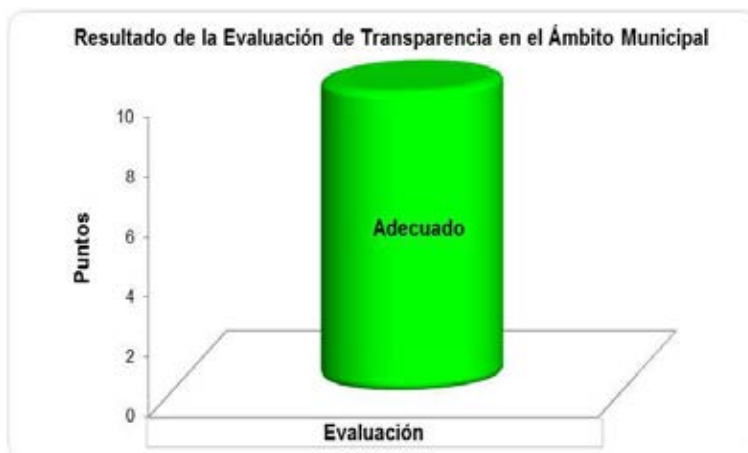 Resultado de la Evaluación de Transparencia en el Ámbito Municipal
10
8
6
4
2
0
Puntos
Adecuado
Evaluación